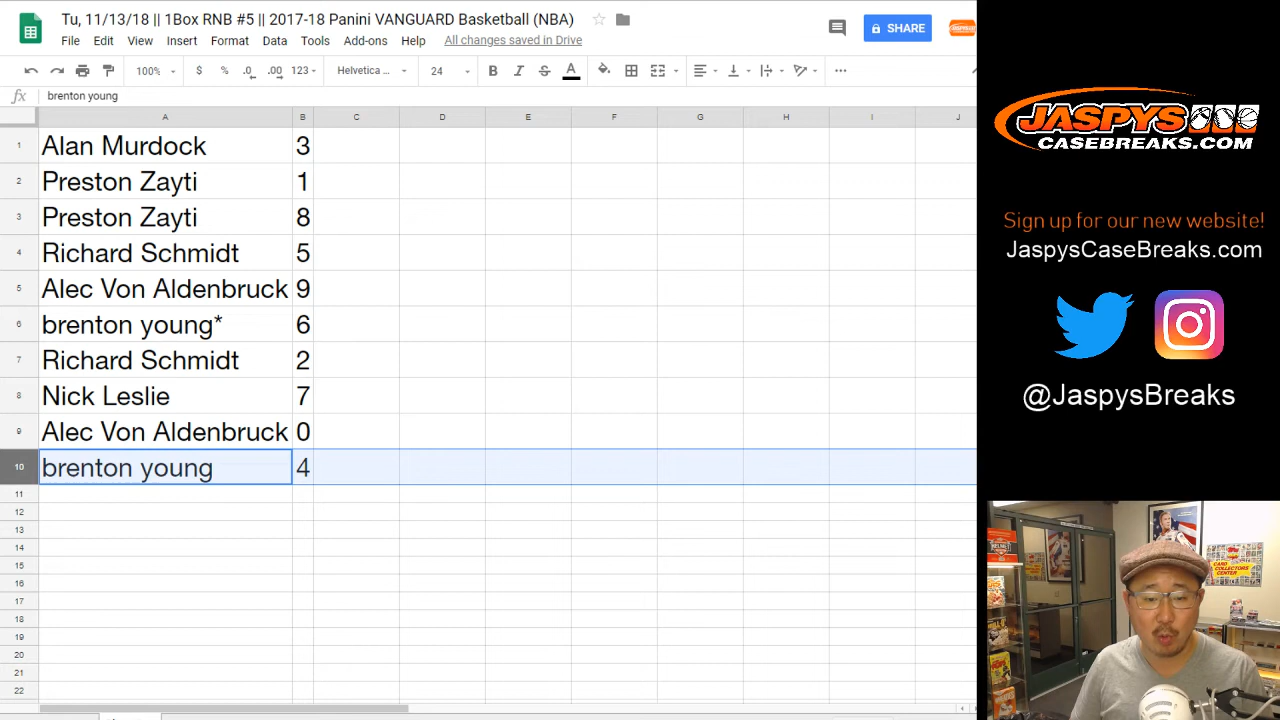 Tu, 11/13/18 || 1Box RNB #5 || 2017-18 Panini VANGUARD Basketball (NBA)
File Edit View Insert Format Data Tools Add-ons Help All changes saved in Drive
SHARE
100% $ % .0 .00 123 Helvetica ... 24 B I S A
fx brenton young
A B C D E F G H I J
1 Alan Murdock 3
2 Preston Zayti 1
3 Preston Zayti 8
4 Richard Schmidt 5
5 Alec Von Aldenbruck 9
6 brenton young* 6
7 Richard Schmidt 2
8 Nick Leslie 7
9 Alec Von Aldenbruck 0
10 brenton young 4
11
12
13
14
15
16
17
18
19
20
21
22
JASPYS
CASEBREAKS.COM
Sign up for our new website!
JaspysCaseBreaks.com
@JaspysBreaks
CARD
COLLECTORS
CENTER